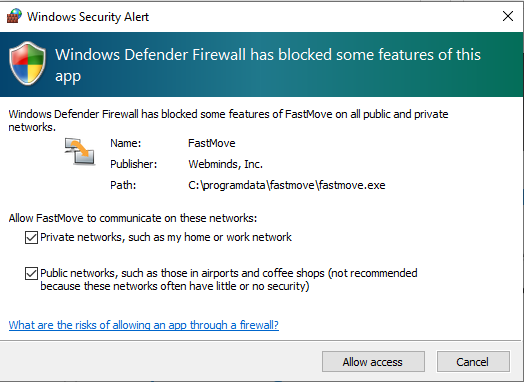 Windows Security Alert
Windows Defender Firewall has blocked some features of this
app
Windows Defender Firewall has blocked some features of FastMove on all public and private
networks.
Name: FastMove
Publisher: Webminds, Inc.
Path: C:\programdata\fastmove\fastmove.exe
Allow FastMove to communicate on these networks:
Private networks, such as my home or work network
Public networks, such as those in airports and coffee shops (not recommended
because these networks often have little or no security)
What are the risks of allowing an app through a firewall?
Allow access Cancel